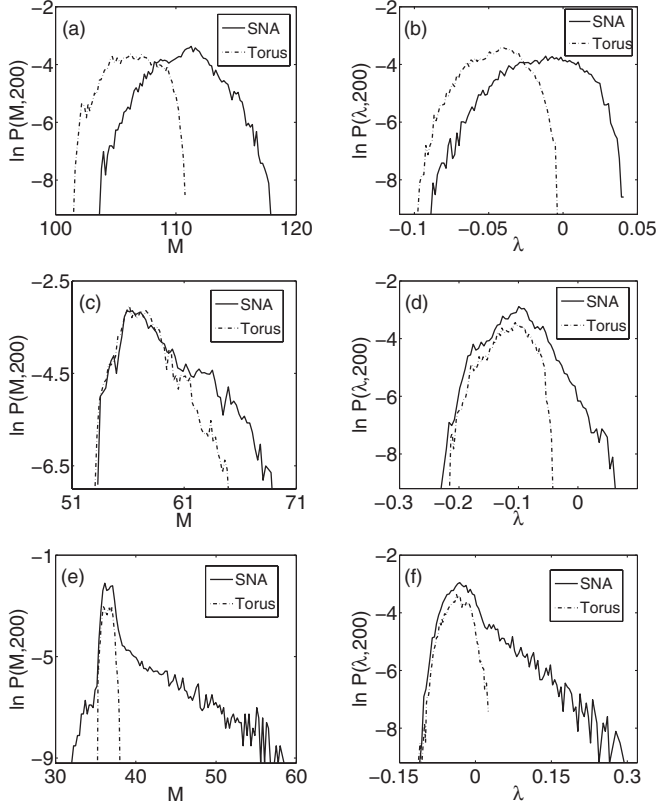 (a)
SNA
Torus
ln P(M,200)
−2
−4
−6
−8
100 110 120
M
(b)
SNA
Torus
ln P(λ,200)
−2
−4
−6
−8
−0.1 −0.05 0 0.05
λ
(c)
SNA
Torus
ln P(M,200)
−2.5
−4.5
−6.5
51 61 71
M
(d)
SNA
Torus
ln P(λ,200)
−2
−4
−6
−8
−0.3 −0.2 −0.1 0
λ
(e)
SNA
Torus
ln P(M,200)
−1
−5
−9
30 40 50 60
M
(f)
SNA
Torus
ln P(λ,200)
−2
−4
−6
−8
−0.15 0 0.15 0.3
λ